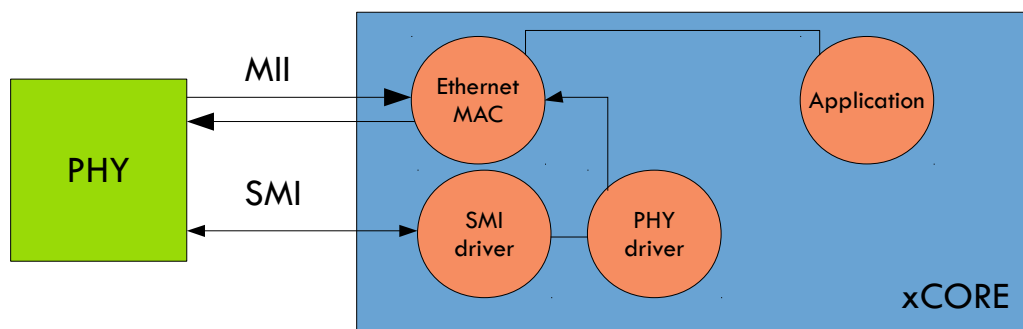 MII
Ethernet
MAC
Application
PHY
SMI
SMI
driver
PHY
driver
xCORE